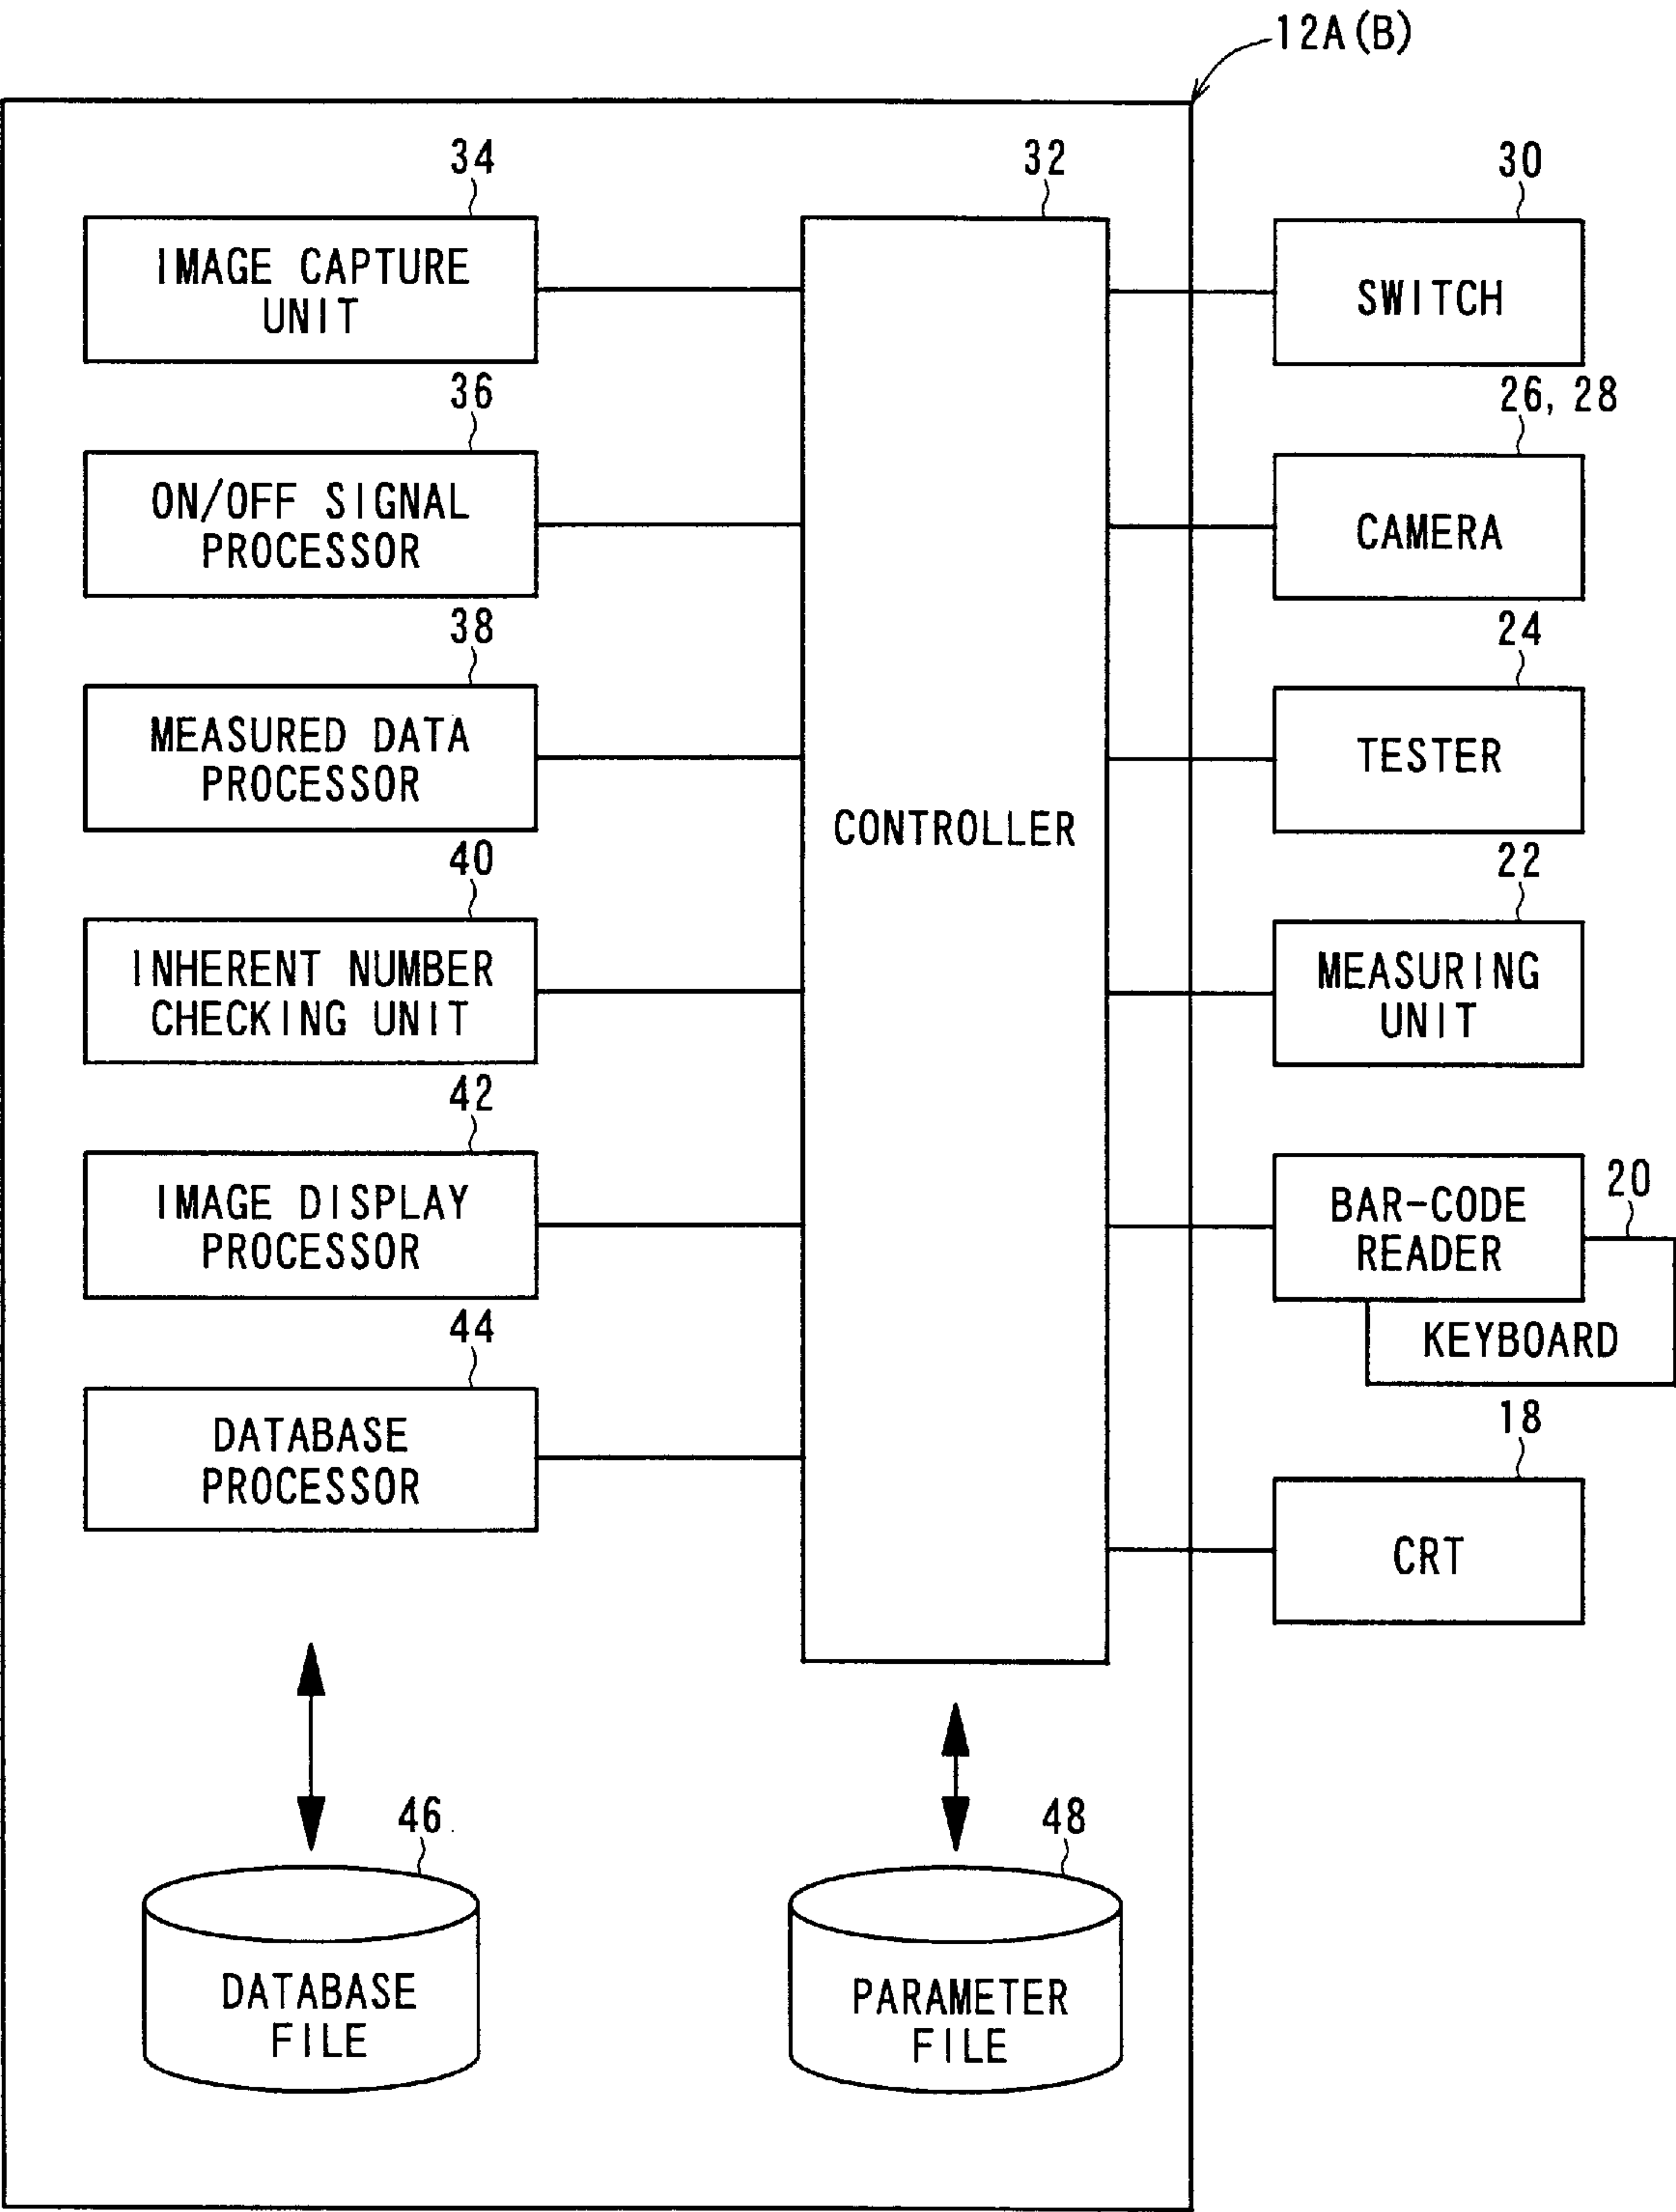 12A(B)
34
IMAGE CAPTURE
UNIT
36
ON/OFF SIGNAL
PROCESSOR
38
MEASURED DATA
PROCESSOR
40
INHERENT NUMBER
CHECKING UNIT
42
IMAGE DISPLAY
PROCESSOR
44
DATABASE
PROCESSOR
32
CONTROLLER
30
SWITCH
26, 28
CAMERA
24
TESTER
22
MEASURING
UNIT
BAR-CODE
READER
20
KEYBOARD
18
CRT
46
DATABASE
FILE
48
PARAMETER
FILE